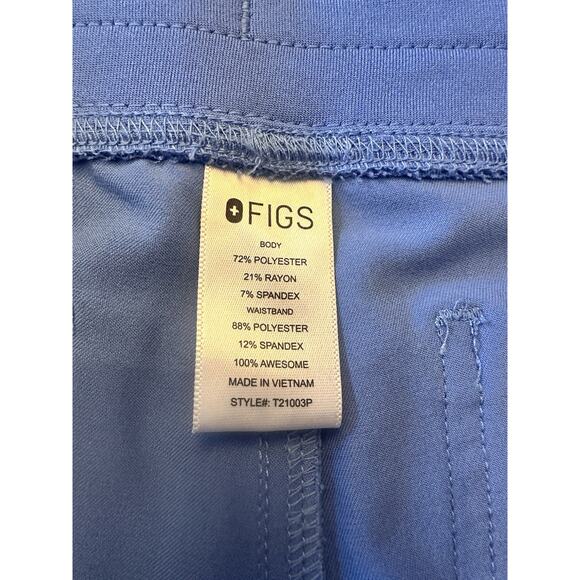 FIGS
BODY
72% POLYESTER
21% RAYON
7% SPANDEX
WAISTBAND
88% POLYESTER
12% SPANDEX
100% AWESOME
MADE IN VIETNAM
STYLE#: T21003P